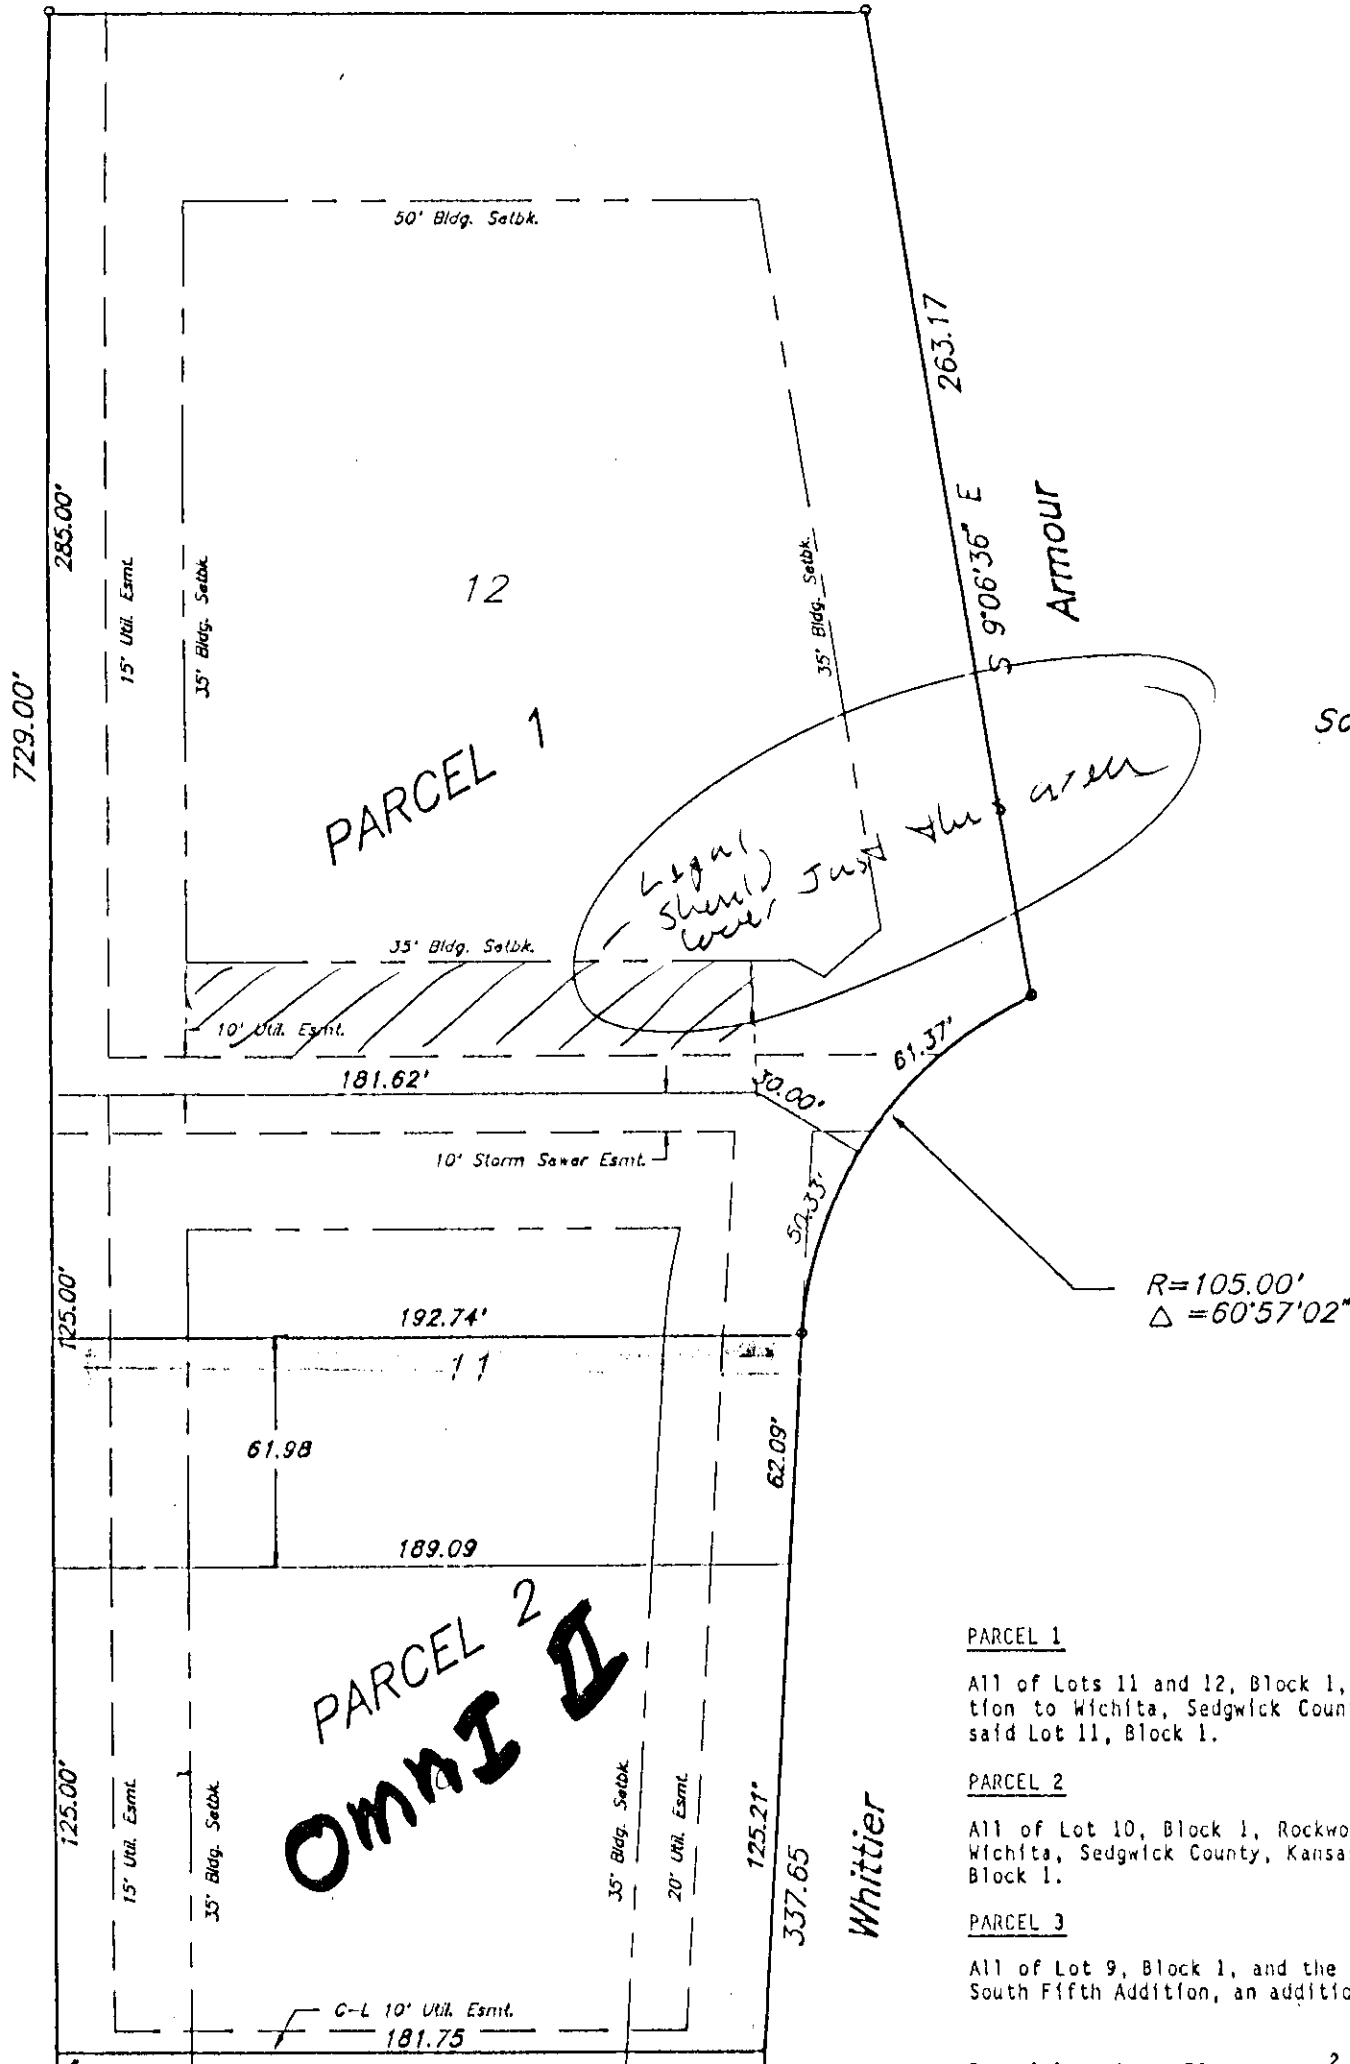 50' Bldg. Setbk.
263.17
S 9°06'36" E
Armour
285.00'
15' Util. Esmt.
35' Bldg. Setbk.
12
35' Bldg. Setbk.
729.00'
PARCEL 1
Legal
should
cover Just the area
35' Bldg. Setbk.
10' Util. Esmt.
181.62'
61.37'
30.00'
10' Storm Sewer Esmt.
50.33'
R=105.00'
△ =60°57'02"
125.00'
192.74'
11
61.98
62.09'
189.09
PARCEL 2
OmnI II
125.00'
15' Util. Esmt.
35' Bldg. Setbk.
35' Bldg. Setbk.
20' Util. Esmt.
125.21'
337.65
Whittier
C-L 10' Util. Esmt.
181.75
PARCEL 1
All of Lots 11 and 12, Block 1,
tion to Wichita, Sedgwick Coun
said Lot 11, Block 1.
PARCEL 2
All of Lot 10, Block 1, Rockwo
Wichita, Sedgwick County, Kansa
Block 1.
PARCEL 3
All of Lot 9, Block 1, and the
South Fifth Addition, an additio